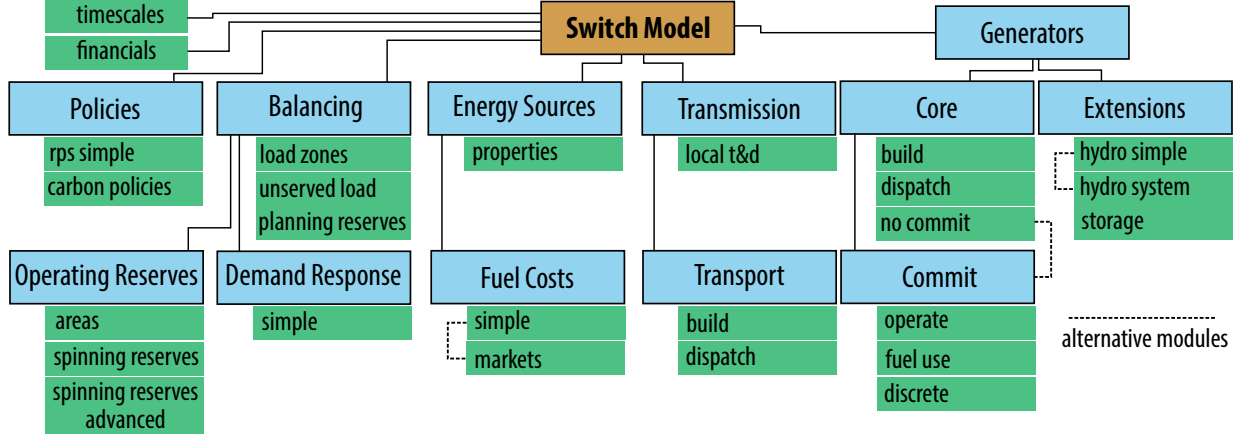 timescales
financials
Switch Model
Generators
Policies
Balancing
Energy Sources
Transmission
Core
Extensions
rps simple
carbon policies
load zones
unserved load
planning reserves
properties
local t&d
build
dispatch
no commit
hydro simple
hydro system
storage
Operating Reserves
Demand Response
Fuel Costs
Transport
Commit
areas
spinning reserves
spinning reserves
advanced
simple
simple
markets
build
dispatch
operate
fuel use
discrete
alternative modules